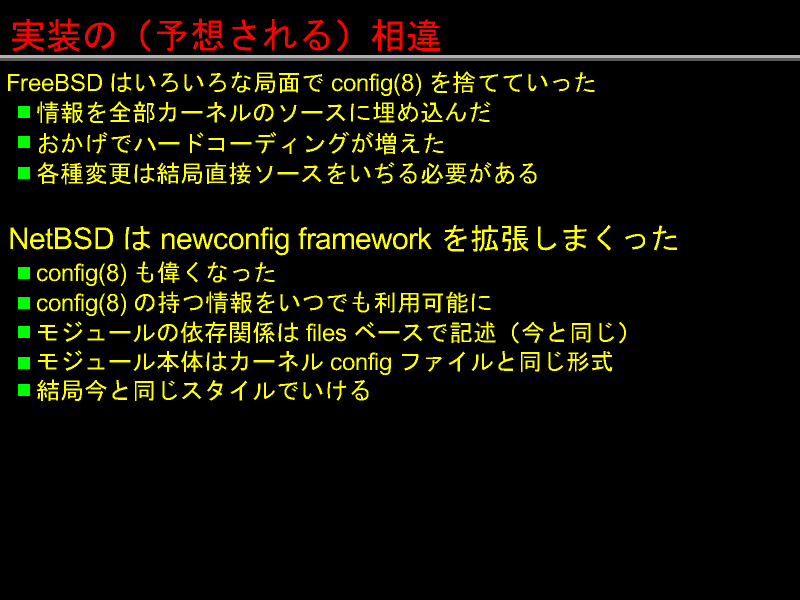 実装の（予想される）相違
FreeBSD はいろいろな局面で config(8) を捨てていった
情報を全部カーネルのソースに埋め込んだ
おかげでハードコーディングが増えた
各種変更は結局直接ソースをいぢる必要がある
NetBSD は newconfig framework を拡張しまくった
config(8) も偉くなった
config(8) の持つ情報をいつでも利用可能に
モジュールの依存関係は files ベースで記述（今と同じ）
モジュール本体はカーネル config ファイルと同じ形式
結局今と同じスタイルでいける